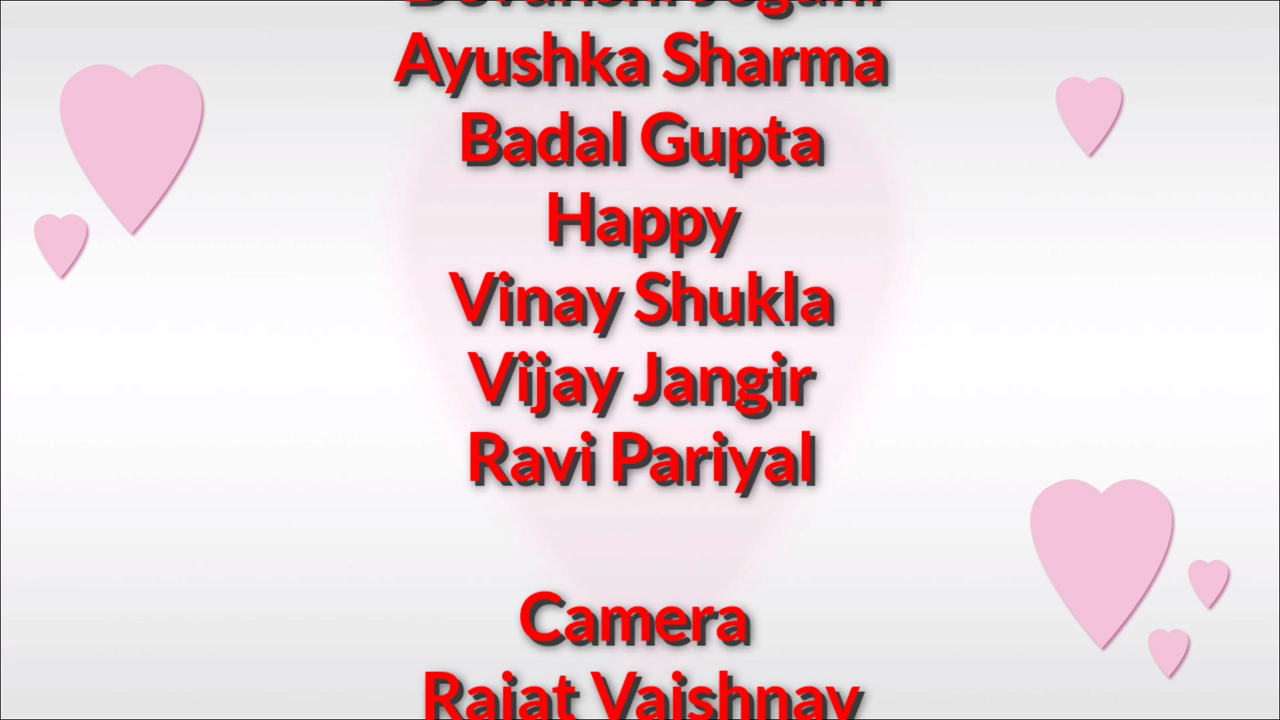 Ayushka Sharma
Badal Gupta
Happy
Vinay Shukla
Vijay Jangir
Ravi Pariyal
Camera
Rajat Vaishnav